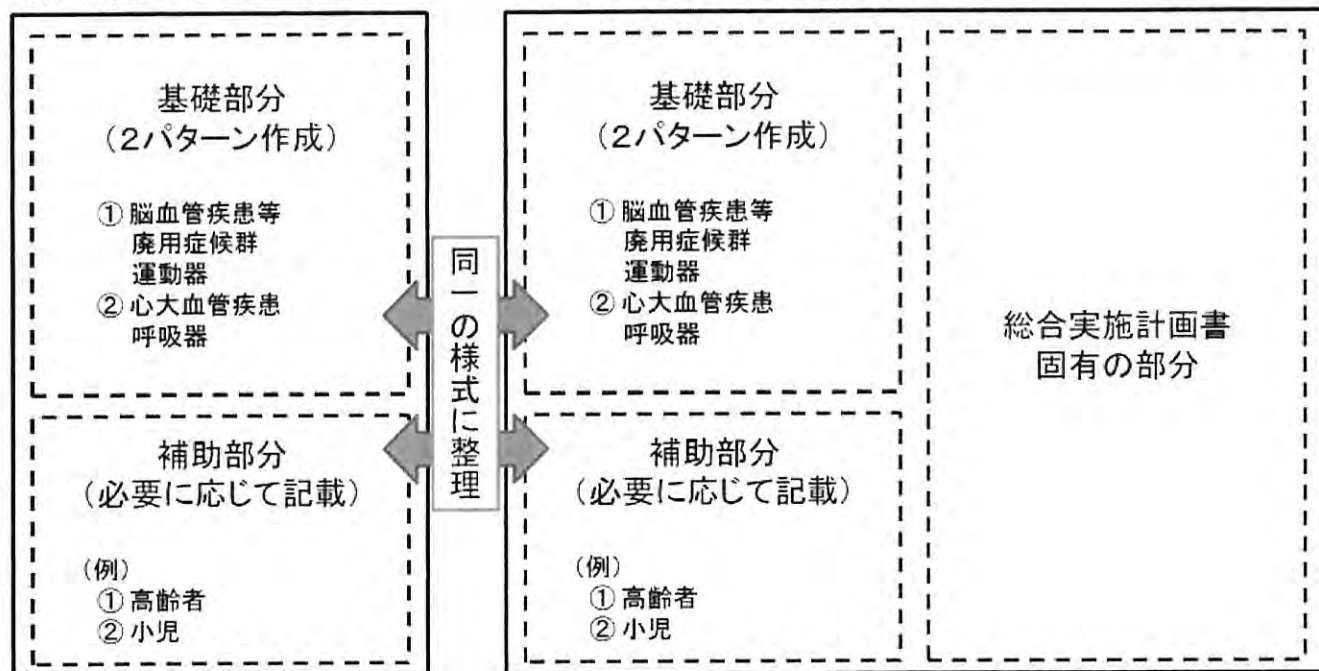 基礎部分
（２パターン作成）
① 脳血管疾患等
廃用症候群
運動器
② 心大血管疾患
呼吸器
補助部分
（必要に応じて記載）
（例）
① 高齢者
② 小児
同一の様式に整理
基礎部分
（２パターン作成）
① 脳血管疾患等
廃用症候群
運動器
② 心大血管疾患
呼吸器
補助部分
（必要に応じて記載）
（例）
① 高齢者
② 小児
総合実施計画書
固有の部分